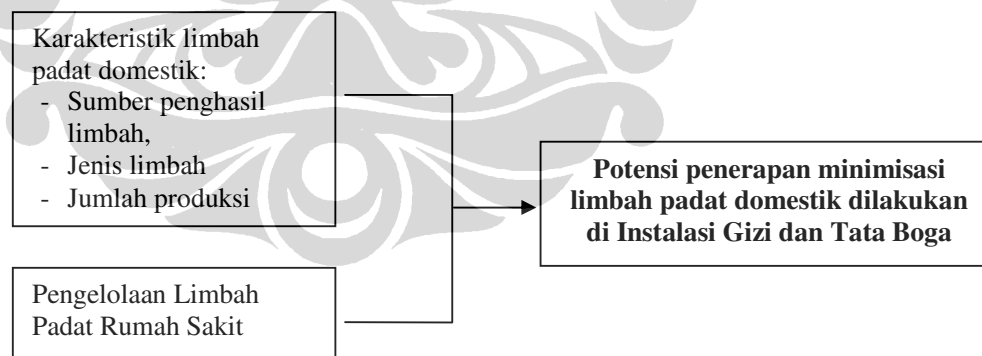 Karakteristik limbah
padat domestik:
- Sumber penghasil
limbah,
- Jenis limbah
- Jumlah produksi
Potensi penerapan minimisasi
limbah padat domestik dilakukan
di Instalasi Gizi dan Tata Boga
Pengelolaan Limbah
Padat Rumah Sakit